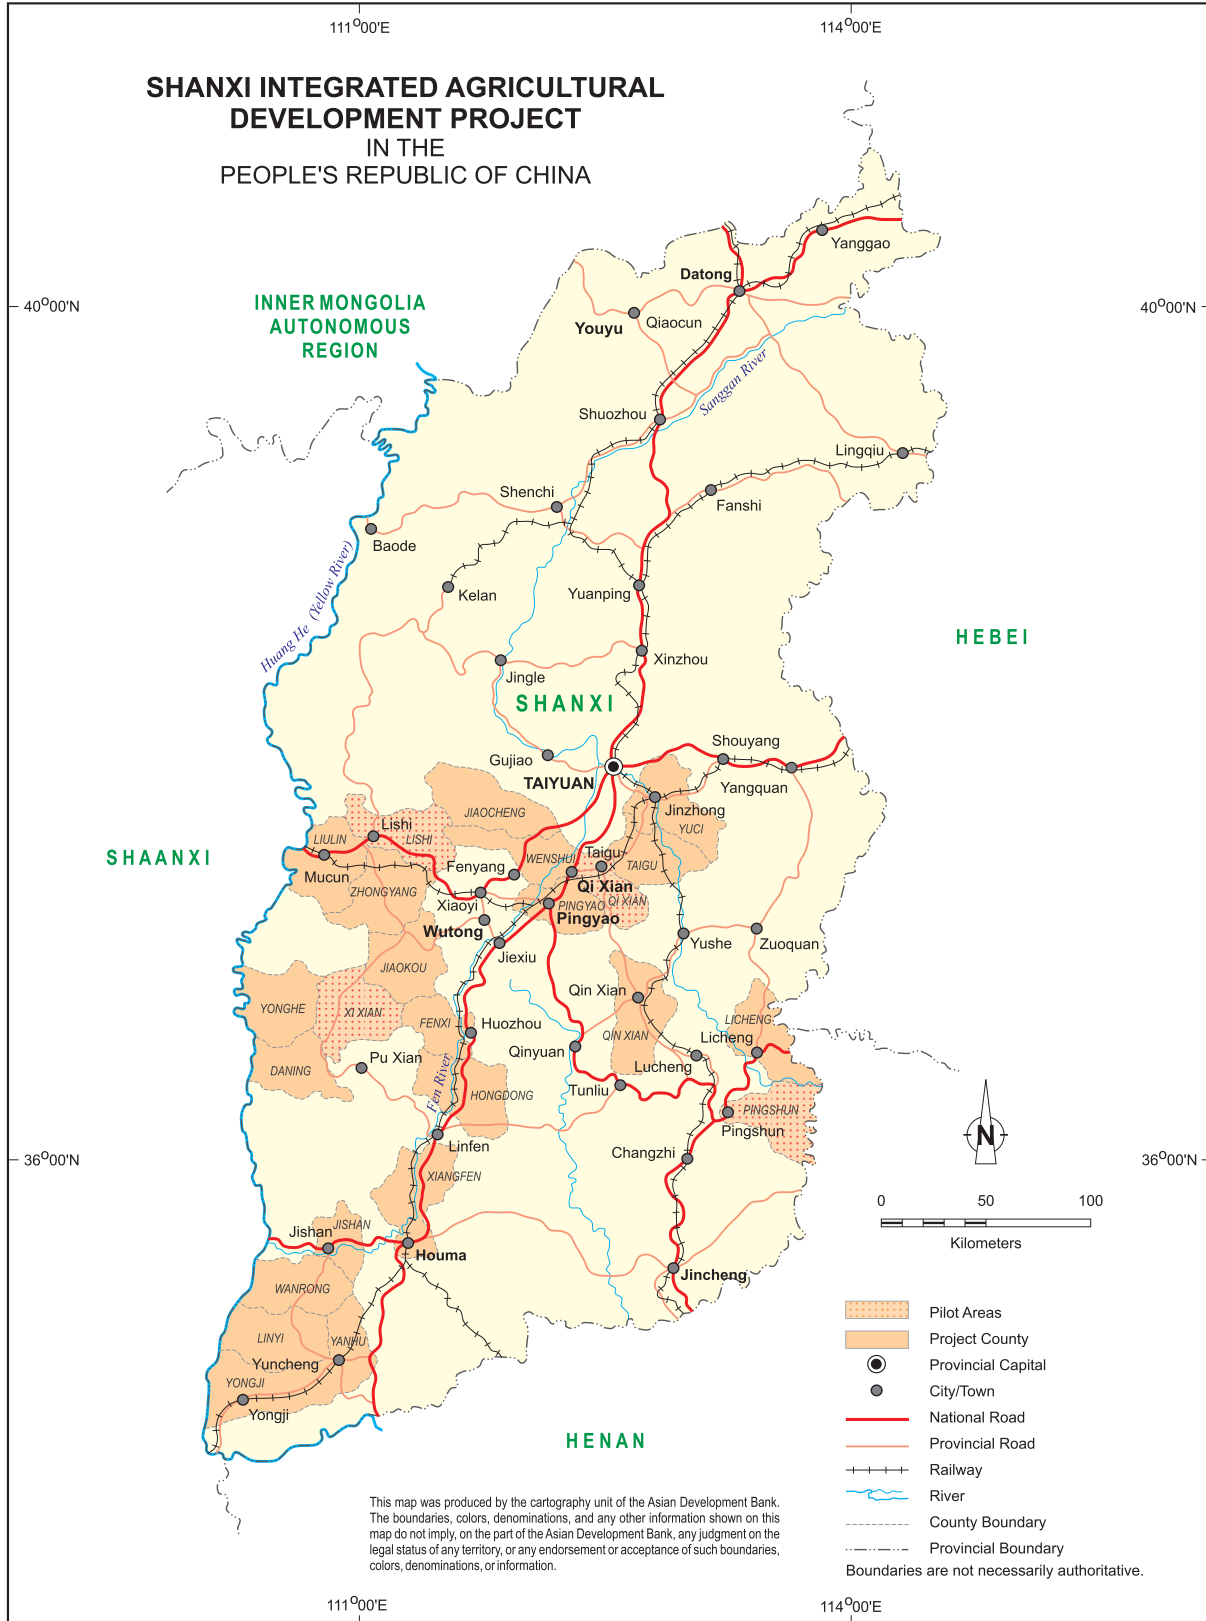 111°00'E
114°00'E
SHANXI INTEGRATED AGRICULTURAL
DEVELOPMENT PROJECT
IN THE
PEOPLE'S REPUBLIC OF CHINA
Yanggao
Datong
40°00'N
40°00'N
INNER MONGOLIA
AUTONOMOUS
REGION
Qiaocun
Youyu
Sanggan River
Shuozhou
Lingqiu
Shenchi
Fanshi
Baode
Huang He (Yellow River)
Kelan
Yuanping
HEBEI
Xinzhou
Jingle
SHANXI
Shouyang
Gujiao
TAIYUAN
Yangquan
JIAOCHENG
Jinzhong
Lishi
YUCI
LIULIN
LISHI
SHAANXI
WENSHUI
Taigu
Fenyang
TAIGU
Mucun
Qi Xian
ZHONGYANG
Xiaoyi
PINGYAO
QI XIAN
Pingyao
Wutong
Yushe
Zuoquan
Jiexiu
JIAOKOU
Qin Xian
YONGHE
XI XIAN
FENXI
Huozhou
LICHENG
QIN XIAN
Licheng
Qinyuan
Pu Xian
Lucheng
DANING
Fen River
HONGDONG
Tunliu
PINGSHUN
Pingshun
Linfen
N
Changzhi
36°00'N
36°00'N
XIANGFEN
0 50 100
Kilometers
JISHAN
Jishan
Houma
Jincheng
WANRONG
LINYI
YANHU
Yuncheng
YONGJI
Yongji
HENAN
Pilot Areas
Project County
Provincial Capital
City/Town
National Road
Provincial Road
Railway
River
County Boundary
Provincial Boundary
Boundaries are not necessarily authoritative.
This map was produced by the cartography unit of the Asian Development Bank.
The boundaries, colors, denominations, and any other information shown on this
map do not imply, on the part of the Asian Development Bank, any judgment on the
legal status of any territory, or any endorsement or acceptance of such boundaries,
colors, denominations, or information.
111°00'E
114°00'E